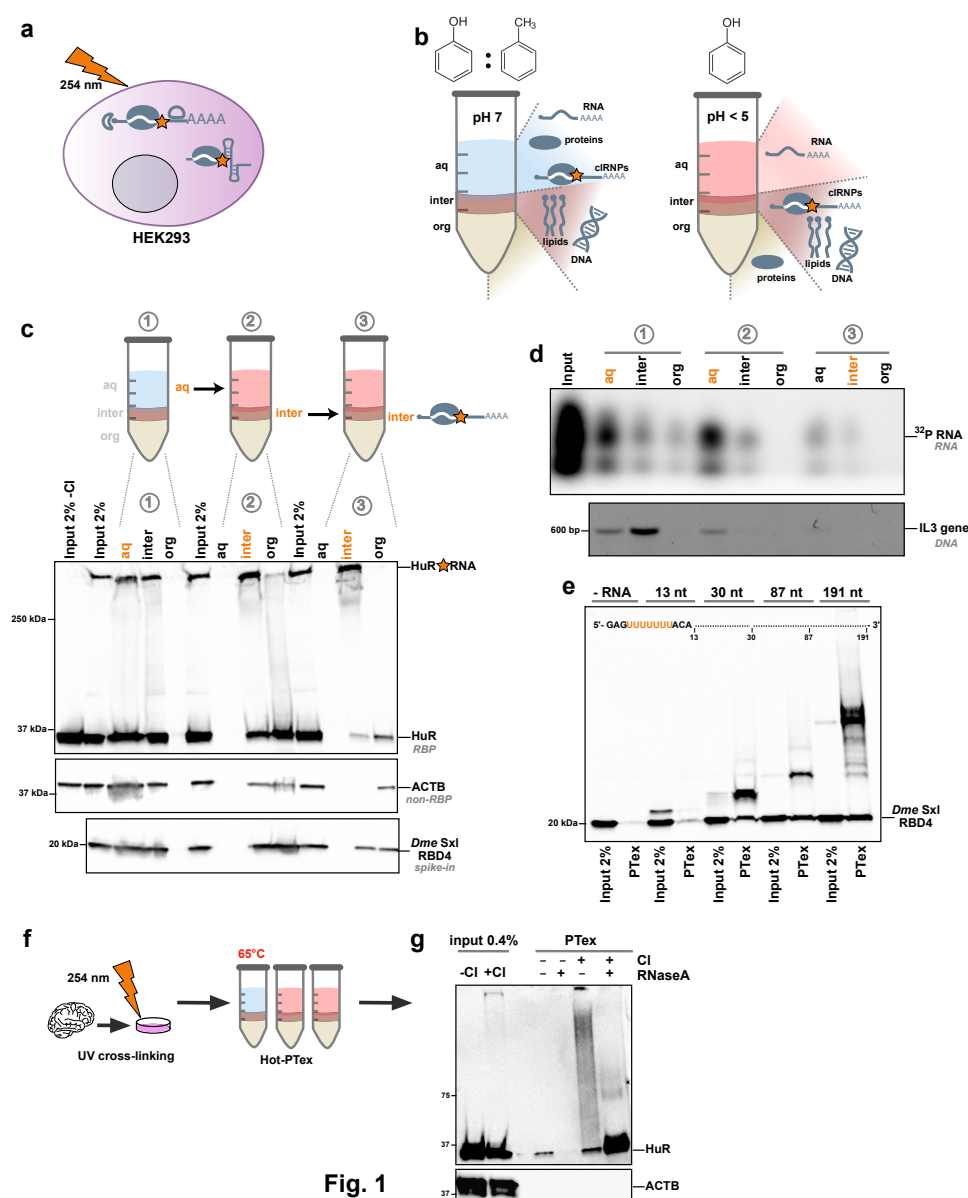 a
254 nm
AAAA
HEK293
b
OH
:
CH3
pH 7
aq
inter
org
RNA
AAAA
proteins
clRNPs
AAAA
lipids
DNA
OH
pH < 5
aq
inter
org
RNA
AAAA
clRNPs
AAAA
lipids
DNA
proteins
c
1 2 3
aq
inter
org
aq
inter
inter
AAAA
Input 2% -Cl
Input 2%
1
aq
inter
org
Input 2%
2
aq
inter
org
Input 2%
3
aq
inter
org
HuR RNA
250 kDa
37 kDa
HuR
RBP
37 kDa
ACTB
non-RBP
20 kDa
Dme Sxl
RBD4
spike-in
d
Input
1
aq
inter
org
2
aq
inter
org
3
aq
inter
org
32P RNA
RNA
600 bp
IL3 gene
DNA
e
- RNA 13 nt 30 nt 87 nt 191 nt
5'- GAGUUUUUUUACA - 3'
13 30 87 191
20 kDa
Dme Sxl
RBD4
Input 2%
PTex
Input 2%
PTex
Input 2%
PTex
Input 2%
PTex
Input 2%
PTex
f
254 nm
UV cross-linking
65°C
Hot-PTex
g
input 0.4% PTex
-Cl +Cl – – + + Cl
– + – + RNaseA
75
37
HuR
37
ACTB
Fig. 1